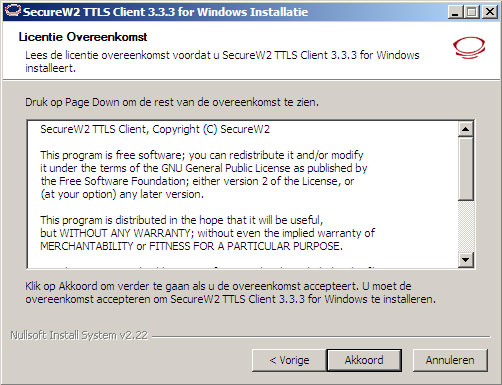 SecureW2 TTLS Client 3.3.3 for Windows Installatie
Licentie Overeenkomst
Lees de licentie overeenkomst voordat u SecureW2 TTLS Client 3.3.3 for Windows
installeert.
Druk op Page Down om de rest van de overeenkomst te zien.
SecureW2 TTLS Client, Copyright (C) SecureW2
This program is free software; you can redistribute it and/or modify
it under the terms of the GNU General Public License as published by
the Free Software Foundation; either version 2 of the License, or
(at your option) any later version.
This program is distributed in the hope that it will be useful,
but WITHOUT ANY WARRANTY; without even the implied warranty of
MERCHANTABILITY or FITNESS FOR A PARTICULAR PURPOSE.
Klik op Akkoord om verder te gaan als u de overeenkomst accepteert. U moet de
overeenkomst accepteren om SecureW2 TTLS Client 3.3.3 for Windows te installeren.
Nullsoft Install System v2.22
< Vorige
Akkoord
Annuleren